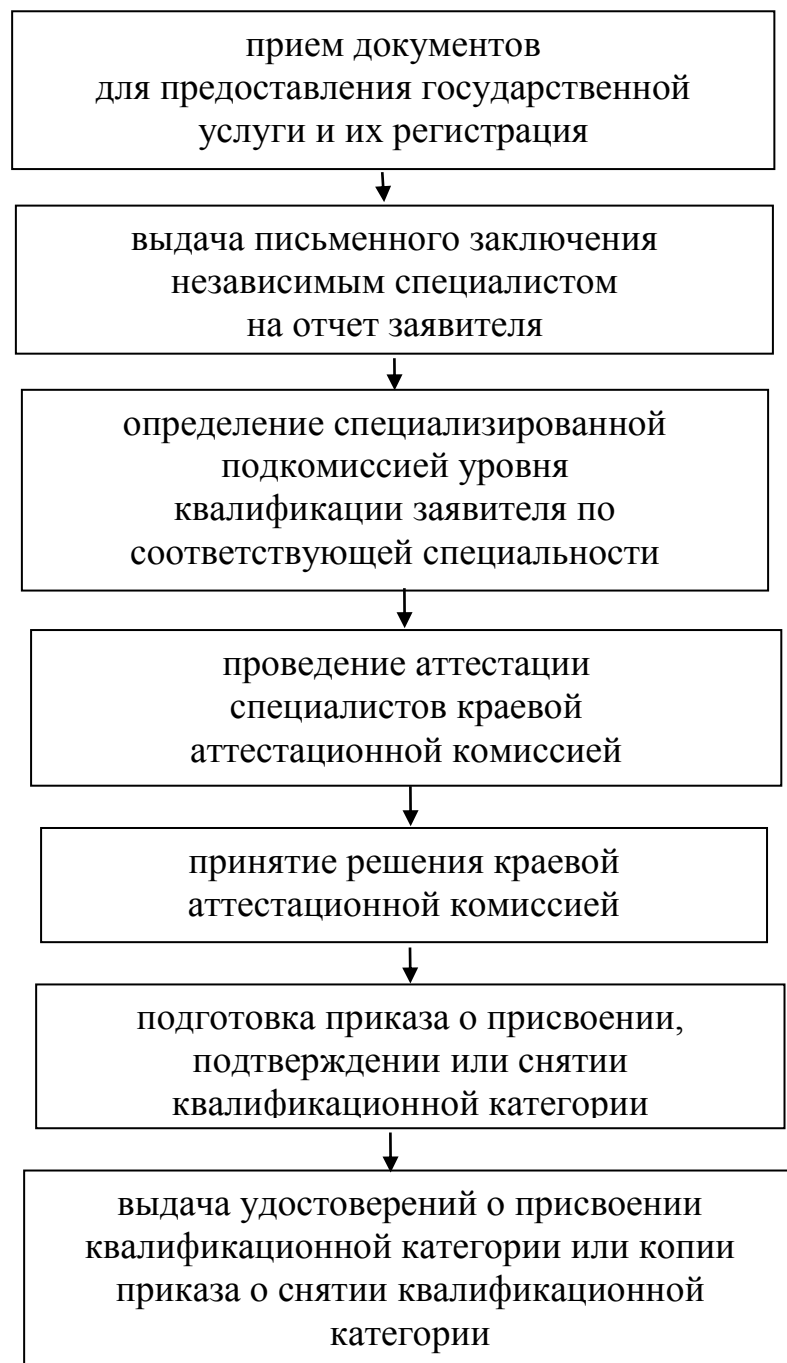 прием документов
для предоставления государственной
услуги и их регистрация
выдача письменного заключения
независимым специалистом
на отчет заявителя
определение специализированной
подкомиссией уровня
квалификации заявителя по
соответствующей специальности
проведение аттестации
специалистов краевой
аттестационной комиссией
принятие решения краевой
аттестационной комиссией
подготовка приказа о присвоении,
подтверждении или снятии
квалификационной категории
выдача удостоверений о присвоении
квалификационной категории или копии
приказа о снятии квалификационной
категории